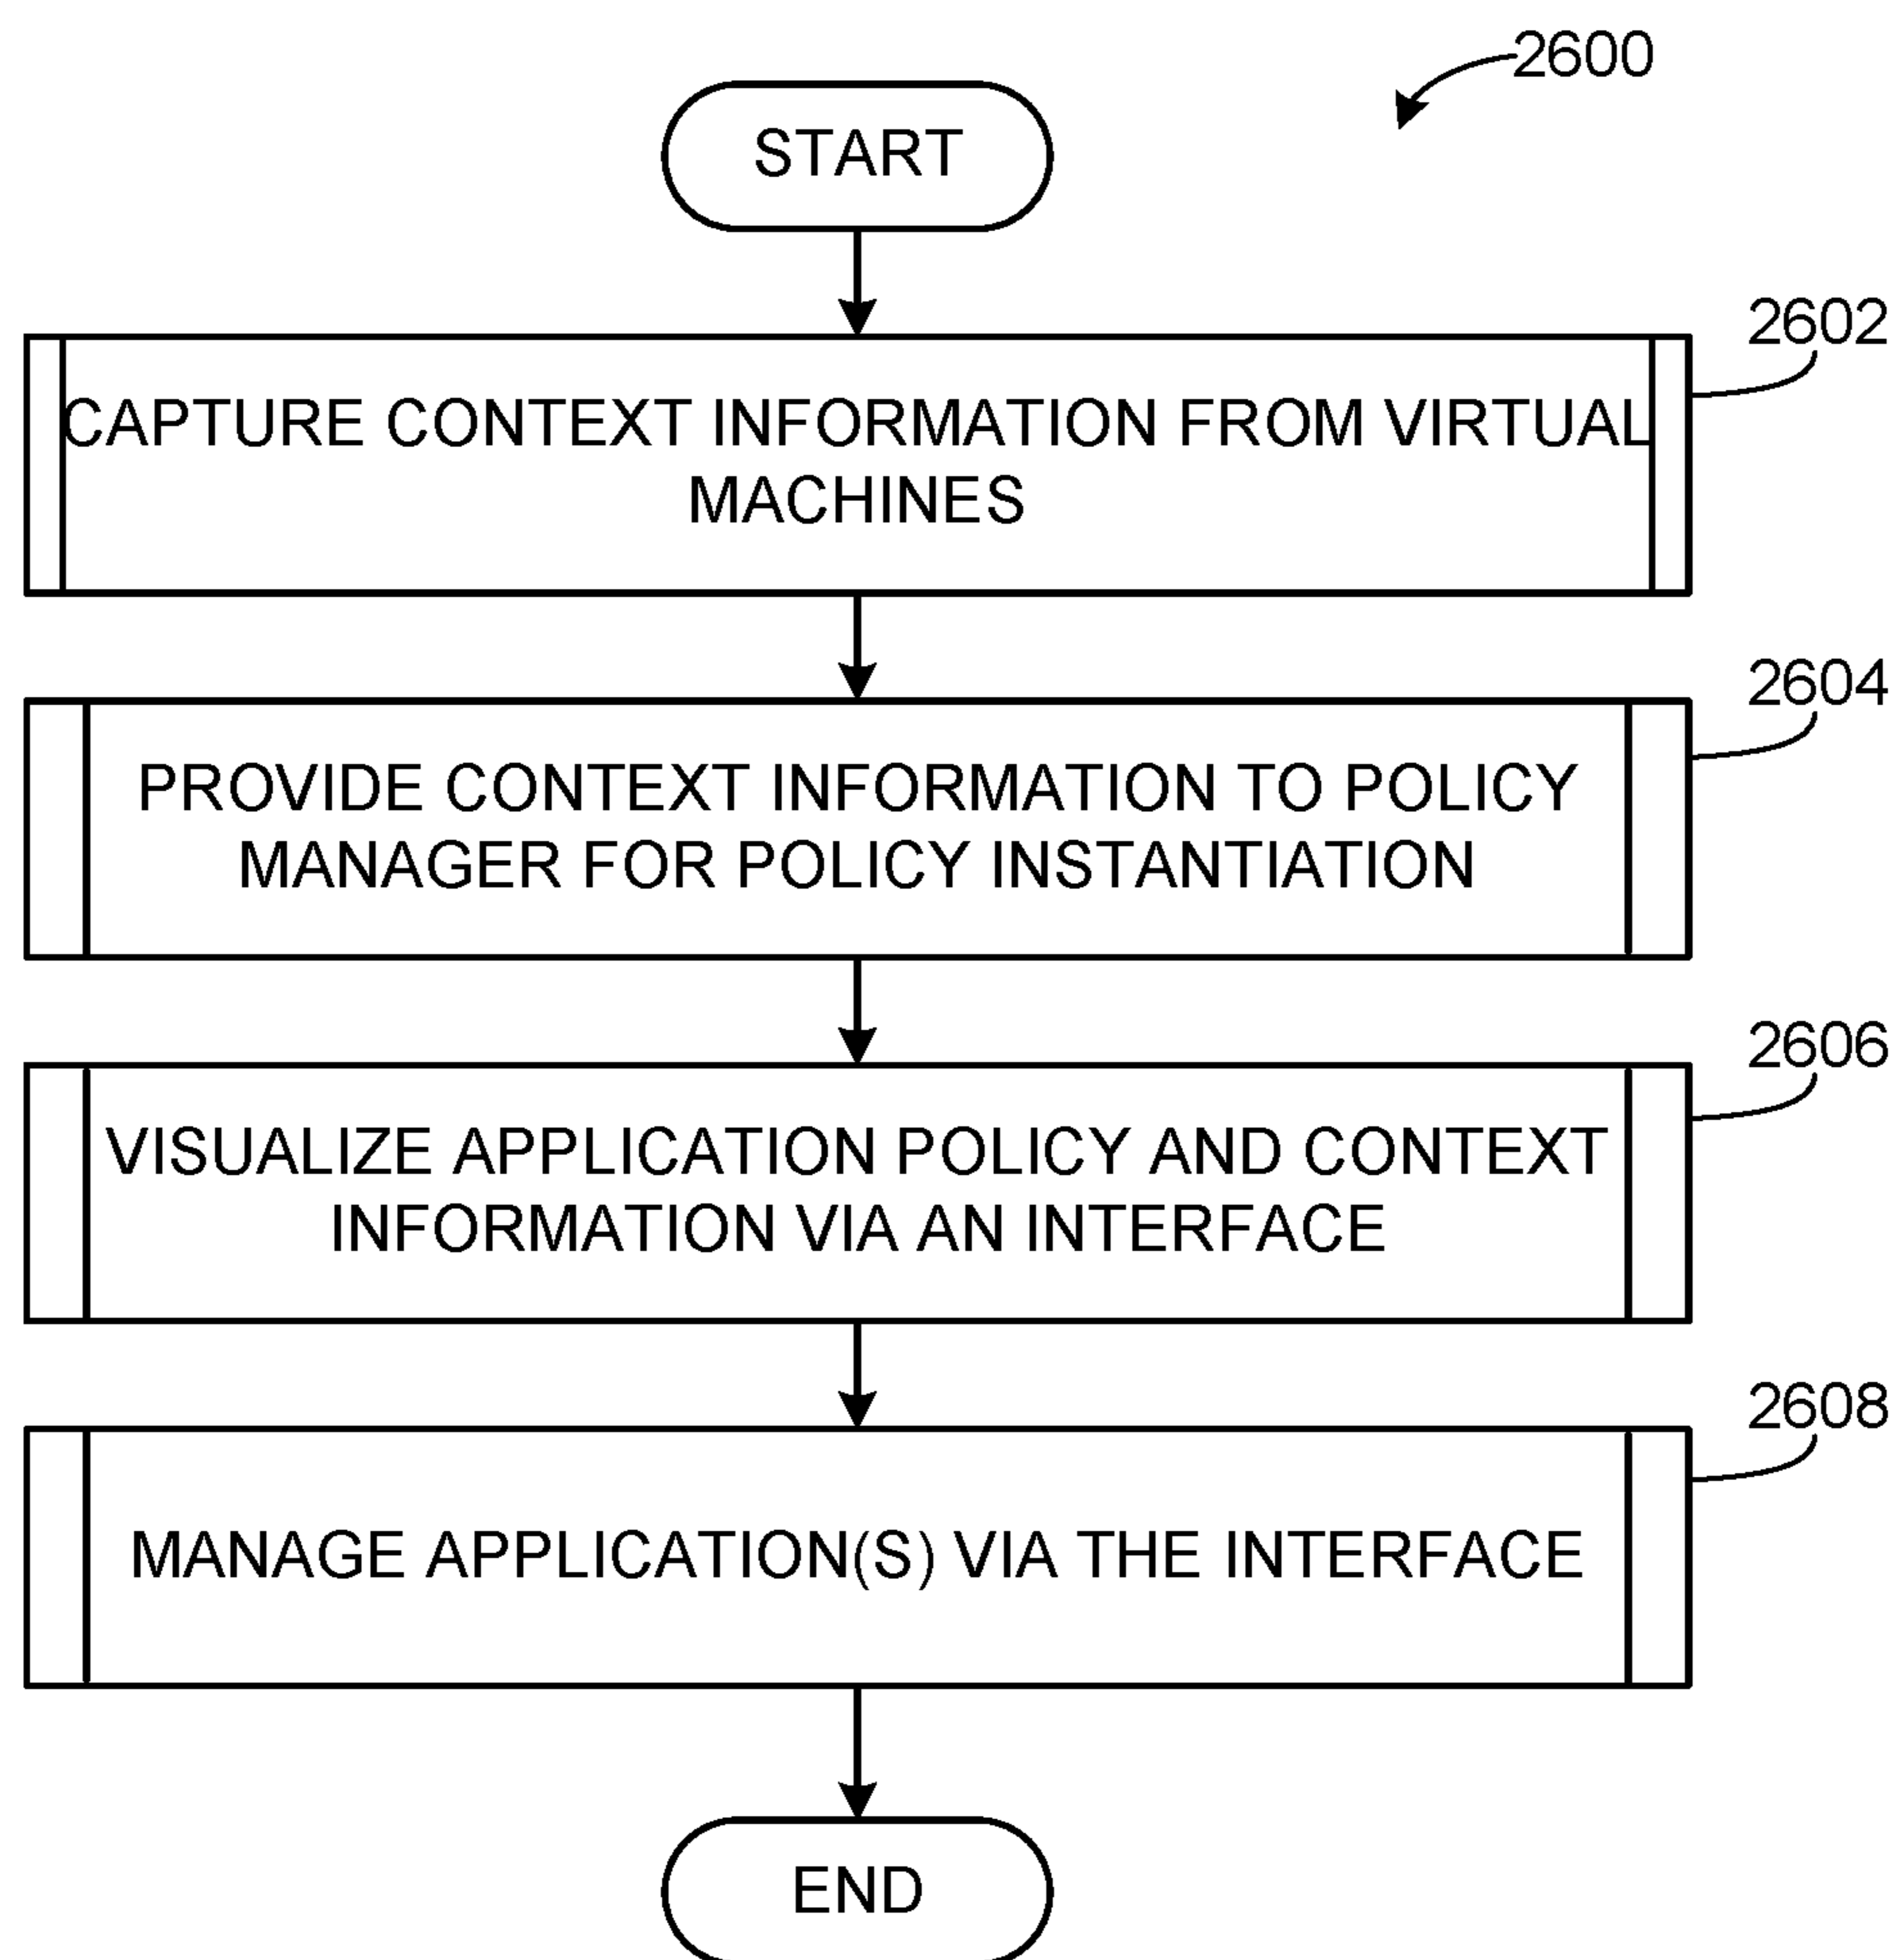 2600
START
2602
CAPTURE CONTEXT INFORMATION FROM VIRTUAL
MACHINES
2604
PROVIDE CONTEXT INFORMATION TO POLICY
MANAGER FOR POLICY INSTANTIATION
2606
VISUALIZE APPLICATION POLICY AND CONTEXT
INFORMATION VIA AN INTERFACE
2608
MANAGE APPLICATION(S) VIA THE INTERFACE
END